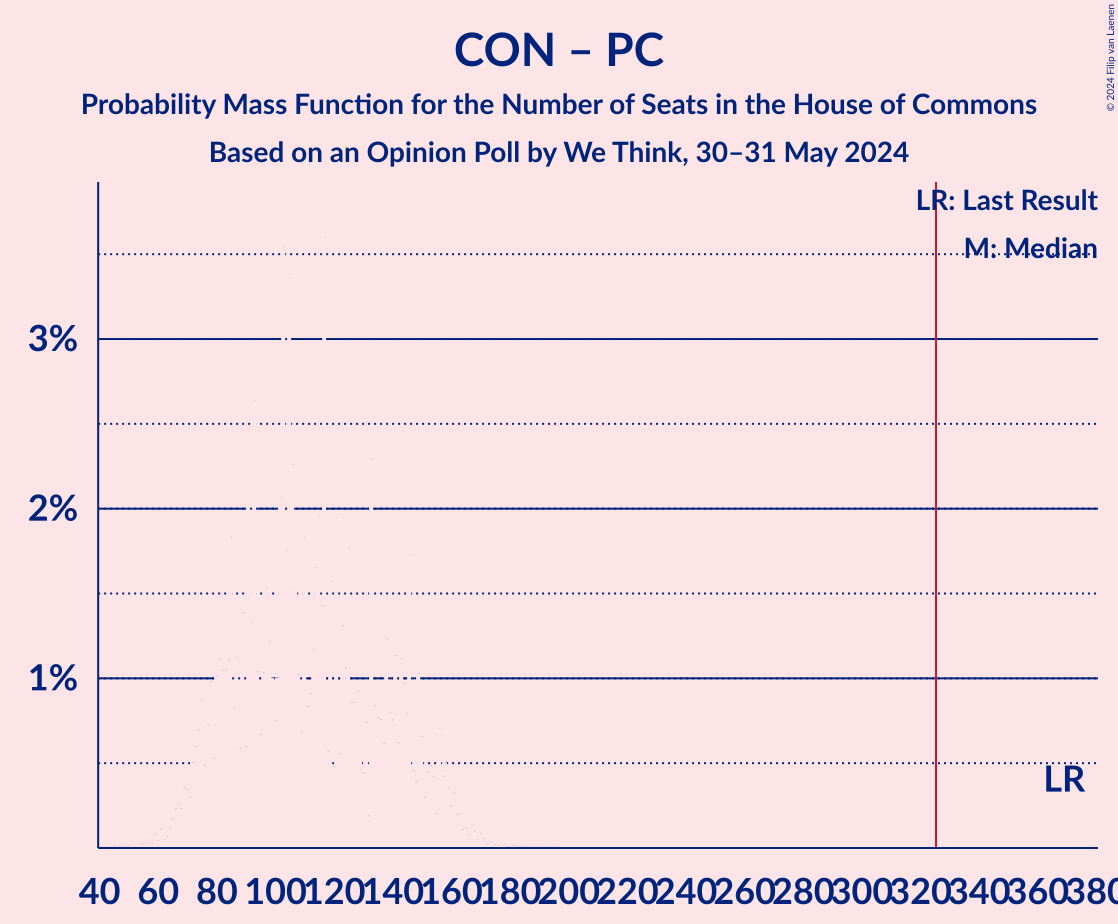 CON – PC
Probability Mass Function for the Number of Seats in the House of Commons
Based on an Opinion Poll by We Think, 30–31 May 2024
© 2024 Filip van Laenen
LR: Last Result
M: Median
3%
2%
1%
LR
40 60 80 100 120 140 160 180 200 220 240 260 280 300 320 340 360 380